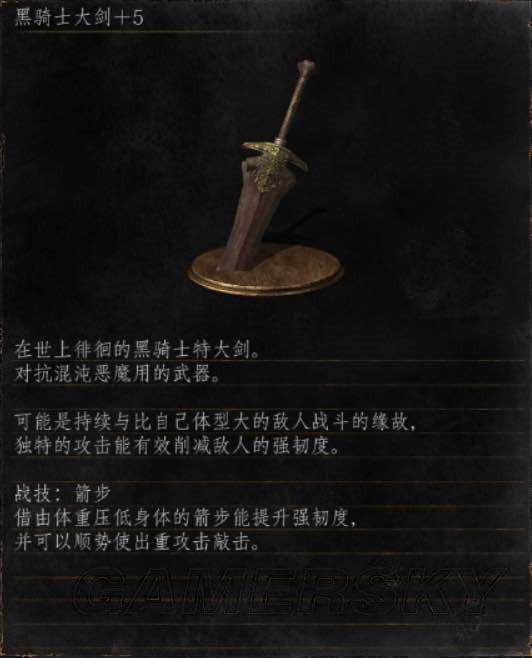 黑骑士大剑+5
在世上徘徊的黑骑士特大剑。
对抗混沌恶魔用的武器。
可能是持续与比自己体型大的敌人战斗的缘故,
独特的攻击能有效削减敌人的强韧度。
战技：箭步
借由体重压低身体的箭步能提升强韧度,
并可以顺势使出重攻击敲击。
GAMERSKY